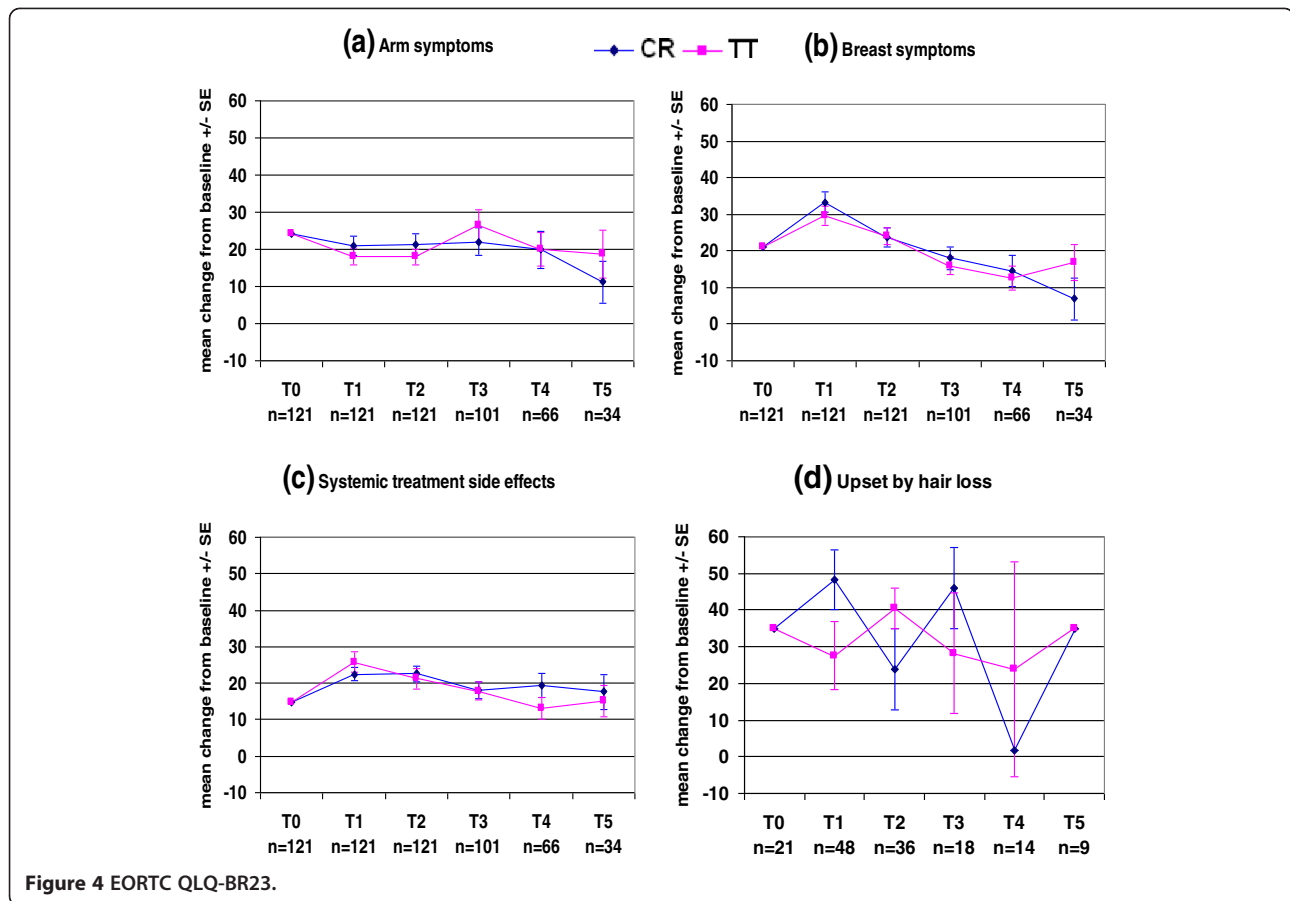 (a) Arm symptoms
CR TT
(b) Breast symptoms
mean change from baseline +/- SE
60
50
40
30
20
10
0
-10
T0 T1 T2 T3 T4 T5
n=121 n=121 n=121 n=101 n=66 n=34
mean change from baseline +/- SE
60
50
40
30
20
10
0
-10
T0 T1 T2 T3 T4 T5
n=121 n=121 n=121 n=101 n=66 n=34
(c) Systemic treatment side effects
(d) Upset by hair loss
mean change from baseline +/- SE
60
50
40
30
20
10
0
-10
T0 T1 T2 T3 T4 T5
n=121 n=121 n=121 n=101 n=66 n=34
mean change from baseline +/- SE
60
50
40
30
20
10
0
-10
T0 T1 T2 T3 T4 T5
n=21 n=48 n=36 n=18 n=14 n=9
Figure 4 EORTC QLQ-BR23.